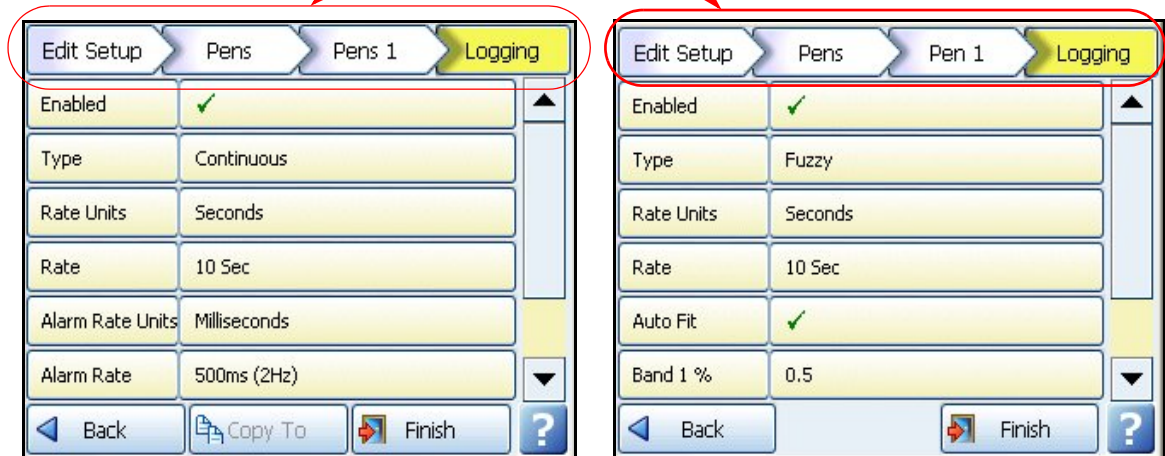 Edit Setup Pens Pens 1 Logging
Enabled
Type Continuous
Rate Units Seconds
Rate 10 Sec
Alarm Rate Units Milliseconds
Alarm Rate 500ms (2Hz)
Back Copy To Finish ?
Edit Setup Pens Pen 1 Logging
Enabled
Type Fuzzy
Rate Units Seconds
Rate 10 Sec
Auto Fit
Band 1 % 0.5
Back Finish ?